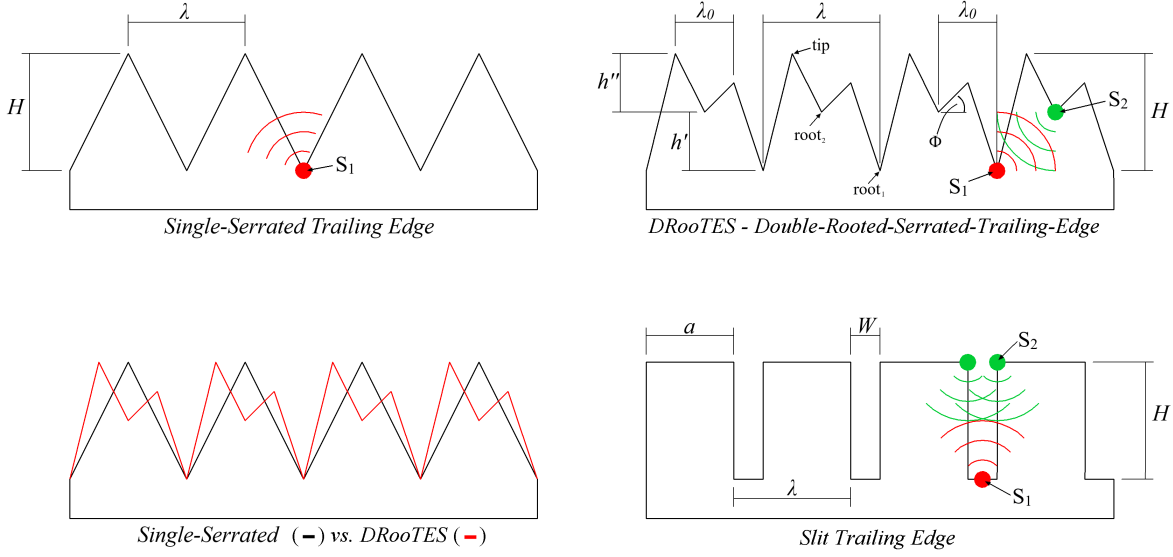 λ
H
S₁
Single-Serrated Trailing Edge
λ₀
λ
λ₀
h''
tip
H
S₂
root₂
Φ
h'
root₁
S₁
DRooTES - Double-Rooted-Serrated-Trailing-Edge
Single-Serrated (-) vs. DRooTES (-)
a
W
S₂
H
λ
S₁
Slit Trailing Edge